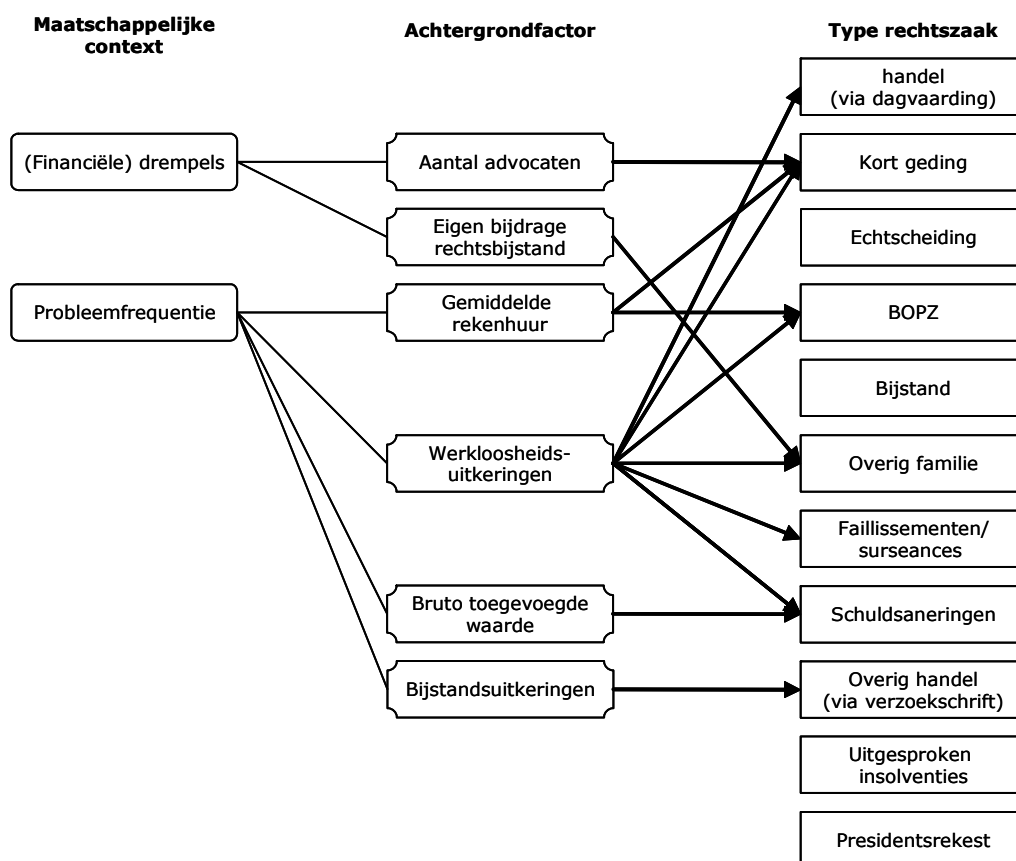 Maatschappelijke
context
Achtergrondfactor
Type rechtszaak
(Financiële) drempels
Probleemfrequentie
Aantal advocaten
Eigen bijdrage
rechtsbijstand
Gemiddelde
rekenhuur
Werkloosheids-
uitkeringen
Bruto toegevoegde
waarde
Bijstandsuitkeringen
handel
(via dagvaarding)
Kort geding
Echtscheiding
BOPZ
Bijstand
Overig familie
Faillissementen/
surseances
Schuldsaneringen
Overig handel
(via verzoekschrift)
Uitgesproken
insolventies
Presidentsrekest